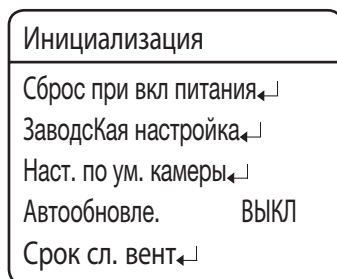 Инициализация
Сброс при вкл питания↵
ЗаводсКая настройка↵
Наст. по ум. камеры↵
Автообновле. ВЫКЛ
Срок сл. вент↵